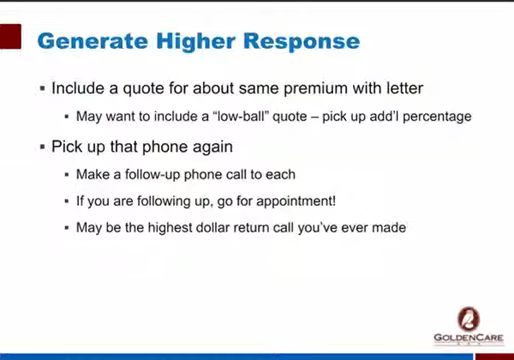 Generate Higher Response
▪ Include a quote for about same premium with letter
▪ May want to include a “low-ball” quote – pick up add’l percentage
▪ Pick up that phone again
▪ Make a follow-up phone call to each
▪ If you are following up, go for appointment!
▪ May be the highest dollar return call you’ve ever made
GOLDENCARE